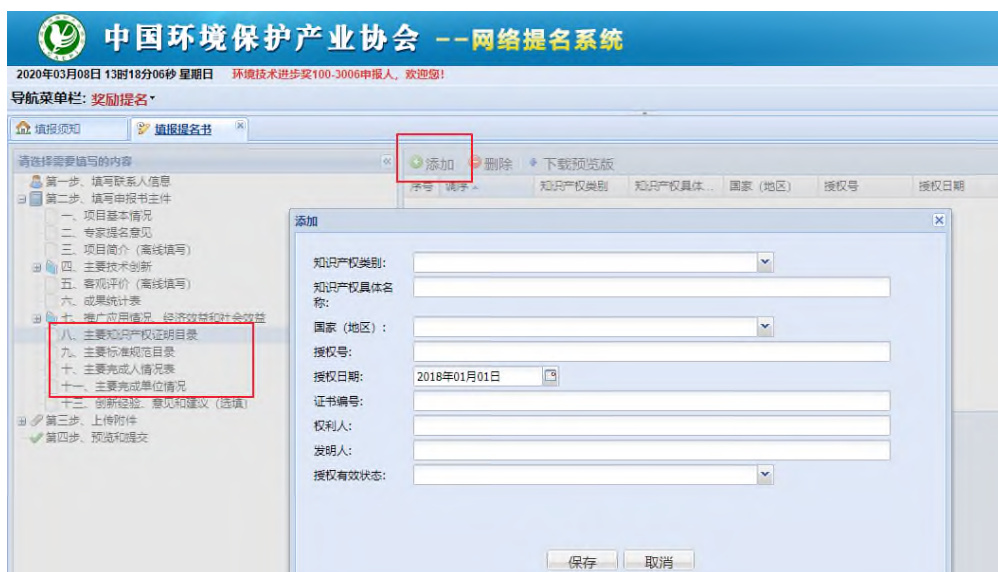 中国环境保护产业协会 --网络提名系统
2020年03月08日 13时18分06秒 星期日 环境技术进步奖100-3006申报人，欢迎您!
导航菜单栏: 奖励提名
填报须知 填报提名书
请选择需要填写的内容
添加 删除 下载预览版
序号 调序 知识产权类别 知识产权具体... 国家（地区） 授权号 授权日期
第一步、填写联系人信息
第二步、填写申报书主件
一、项目基本情况
二、专家提名意见
三、项目简介（离线填写）
四、主要技术创新
五、客观评价（离线填写）
六、成果统计表
七、推广应用情况、经济效益和社会效益
八、主要知识产权证明目录
九、主要标准规范目录
十、主要完成人情况表
十一、主要完成单位情况
十三、创新经验、意见和建议（选填）
第三步、上传附件
第四步、预览和提交
添加
知识产权类别:
知识产权具体名
称:
国家（地区）:
授权号:
授权日期: 2018年01月01日
证书编号:
权利人:
发明人:
授权有效状态:
保存 取消